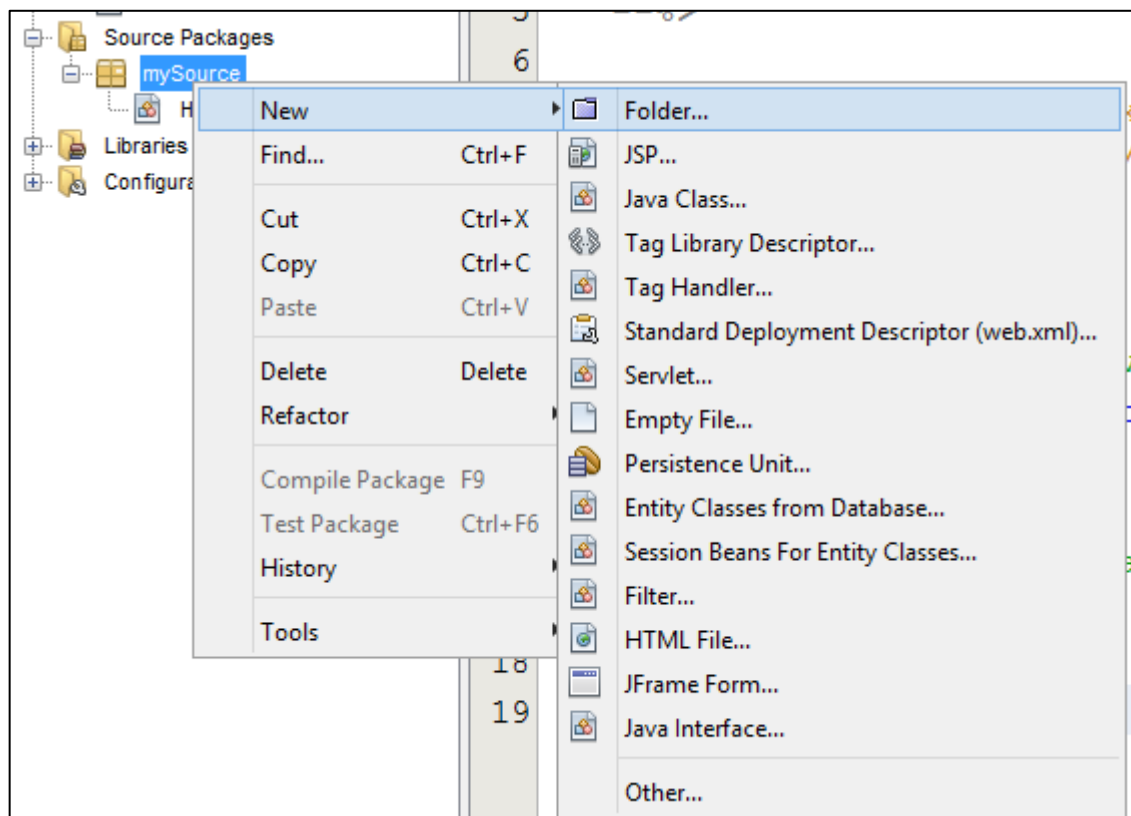 Source Packages
6
mySource
H
New
Folder...
Libraries
Find... Ctrl+F
JSP...
Configura
Java Class...
Cut Ctrl+X
Tag Library Descriptor...
Copy Ctrl+C
Tag Handler...
Paste Ctrl+V
Standard Deployment Descriptor (web.xml)...
Delete Delete
Servlet...
Refactor
Empty File...
Persistence Unit...
Compile Package F9
Entity Classes from Database...
Test Package Ctrl+F6
Session Beans For Entity Classes...
History
Filter...
Tools
HTML File...
18
JFrame Form...
19
Java Interface...
Other...